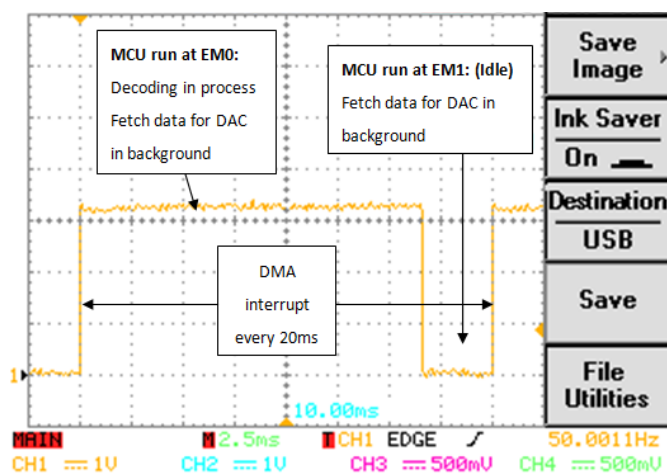 MCU run at EM0:
Decoding in process
Fetch data for DAC
in background
MCU run at EM1: (Idle)
Fetch data for DAC in
background
DMA
interrupt
every 20ms
1
10.00ms
Save
Image
Ink Saver
On
Destination
USB
Save
File
Utilities
MAIN M 2.5ms T CH1 EDGE 50.0011Hz
CH1 1V CH2 1V CH3 500mV CH4 500mV